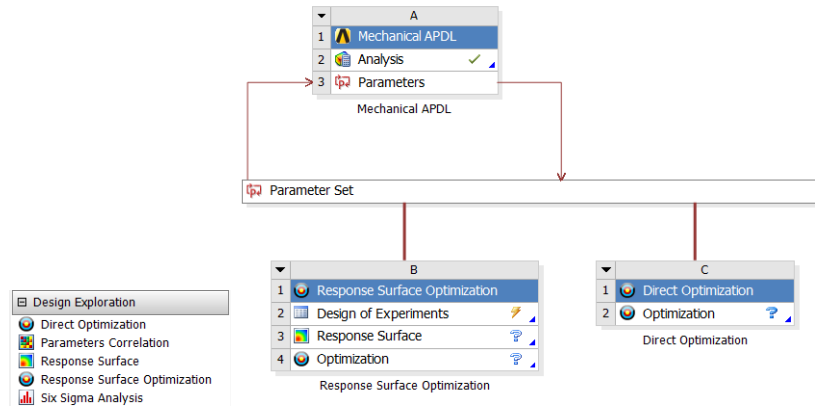 A
1 Mechanical APDL
2 Analysis
3 Parameters
Mechanical APDL
Parameter Set
B
1 Response Surface Optimization
2 Design of Experiments
3 Response Surface
4 Optimization
Response Surface Optimization
C
1 Direct Optimization
2 Optimization
Direct Optimization
Design Exploration
Direct Optimization
Parameters Correlation
Response Surface
Response Surface Optimization
Six Sigma Analysis